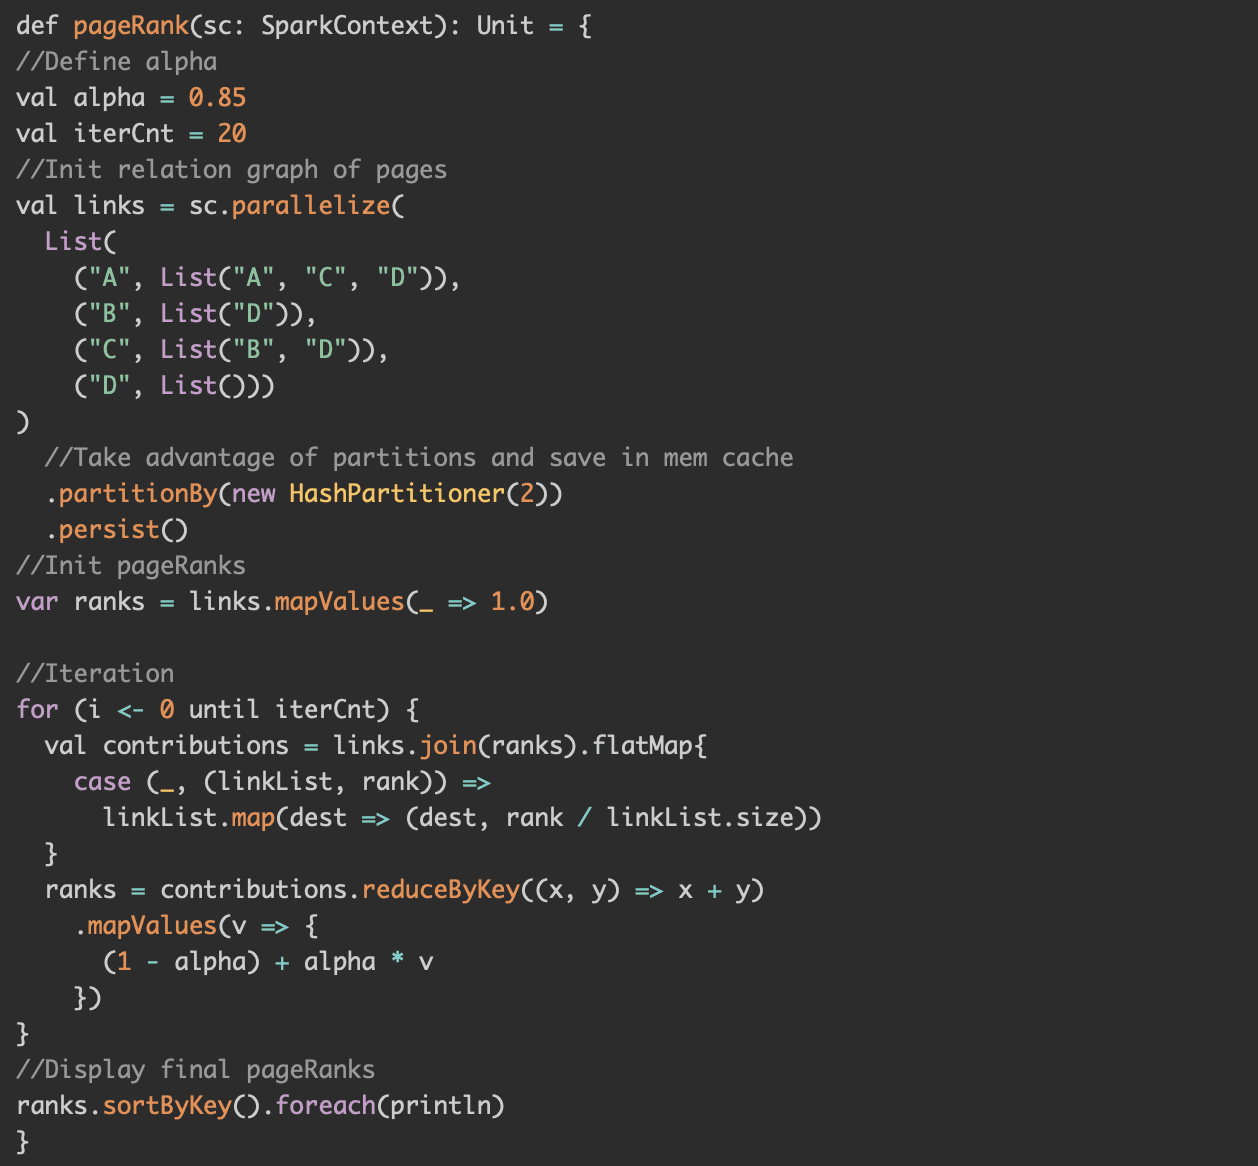 def pageRank(sc: SparkContext): Unit = {
//Define alpha
val alpha = 0.85
val iterCnt = 20
//Init relation graph of pages
val links = sc.parallelize(
  List(
    ("A", List("A", "C", "D")),
    ("B", List("D")),
    ("C", List("B", "D")),
    ("D", List()))
)
  //Take advantage of partitions and save in mem cache
  .partitionBy(new HashPartitioner(2))
  .persist()
//Init pageRanks
var ranks = links.mapValues(_ => 1.0)

//Iteration
for (i <- 0 until iterCnt) {
  val contributions = links.join(ranks).flatMap{
    case (_, (linkList, rank)) =>
      linkList.map(dest => (dest, rank / linkList.size))
  }
  ranks = contributions.reduceByKey((x, y) => x + y)
    .mapValues(v => {
      (1 - alpha) + alpha * v
    })
}
//Display final pageRanks
ranks.sortByKey().foreach(println)
}